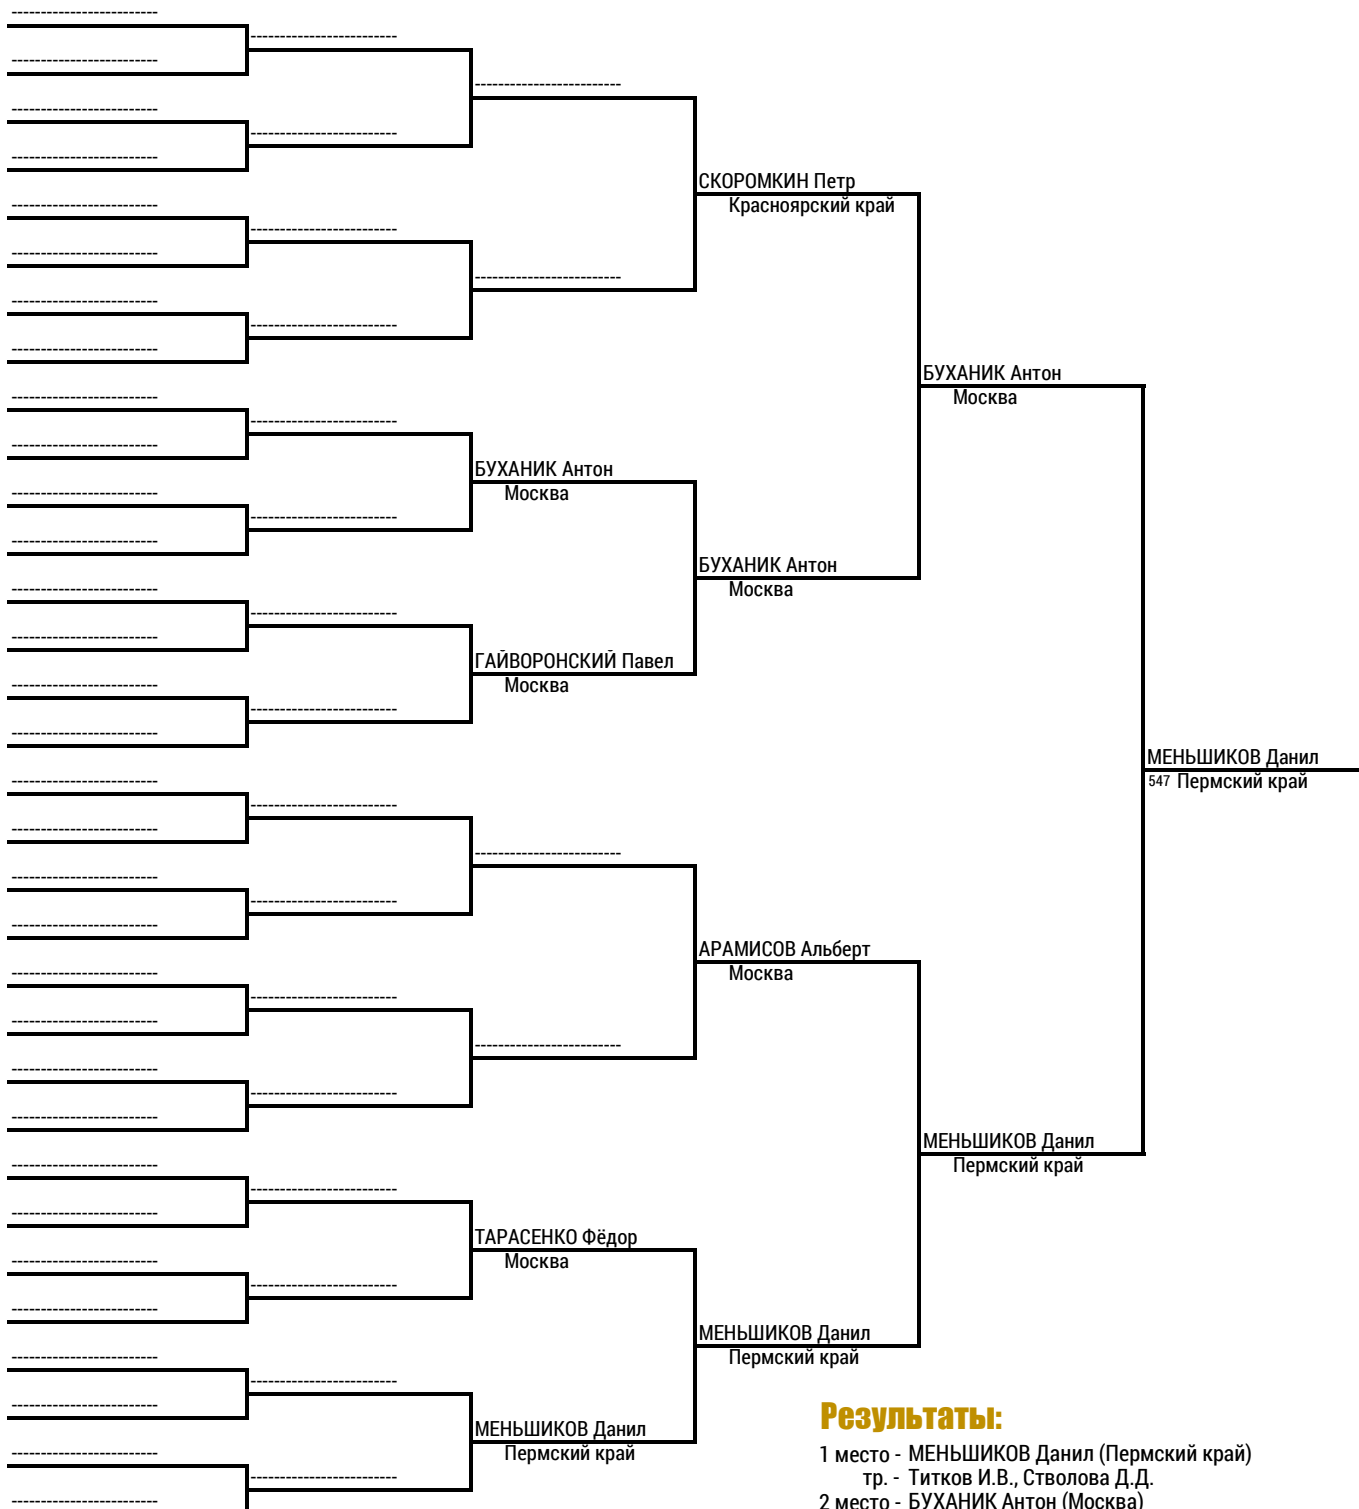 СКОРОМКИН Петр
Красноярский край
БУХАНИК Антон
Москва
БУХАНИК Антон
Москва
БУХАНИК Антон
Москва
ГАЙВОРОНСКИЙ Павел
Москва
МЕНЬШИКОВ Данил
547 Пермский край
АРАМИСОВ Альберт
Москва
МЕНЬШИКОВ Данил
Пермский край
ТАРАСЕНКО Фёдор
Москва
МЕНЬШИКОВ Данил
Пермский край
МЕНЬШИКОВ Данил
Пермский край
Результаты:
1 место - МЕНЬШИКОВ Данил (Пермский край)
тр. - Титков И.В., Стволова Д.Д.
2 место - БУХАНИК Антон (Москва)